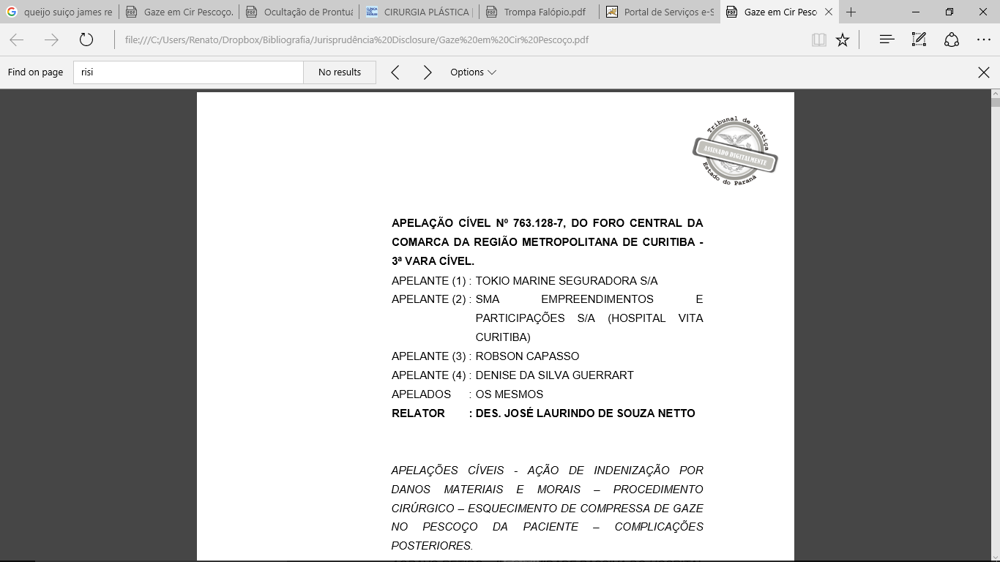 queijo suiço james re
Gaze em Cir Pescoço.
Ocultação de Prontuá
CIRURGIA PLÁSTICA |
Trompa Falópio.pdf
Portal de Serviços e-S
Gaze em Cir Pesco
file:///C:/Users/Renato/Dropbox/Bibliografia/Jurisprudência%20Disclosure/Gaze%20em%20Cir%20Pescoço.pdf
Find on page
risi
No results
Options
Tribunal de Justiça
ASSINADO DIGITALMENTE
Estado do Paraná
APELAÇÃO CÍVEL Nº 763.128-7, DO FORO CENTRAL DA
COMARCA DA REGIÃO METROPOLITANA DE CURITIBA -
3ª VARA CÍVEL.
APELANTE (1) : TOKIO MARINE SEGURADORA S/A
APELANTE (2) : SMA EMPREENDIMENTOS E
PARTICIPAÇÕES S/A (HOSPITAL VITA
CURITIBA)
APELANTE (3) : ROBSON CAPASSO
APELANTE (4) : DENISE DA SILVA GUERRART
APELADOS : OS MESMOS
RELATOR : DES. JOSÉ LAURINDO DE SOUZA NETTO
APELAÇÕES CÍVEIS - AÇÃO DE INDENIZAÇÃO POR
DANOS MATERIAIS E MORAIS – PROCEDIMENTO
CIRÚRGICO – ESQUECIMENTO DE COMPRESSA DE GAZE
NO PESCOÇO DA PACIENTE – COMPLICAÇÕES
POSTERIORES.